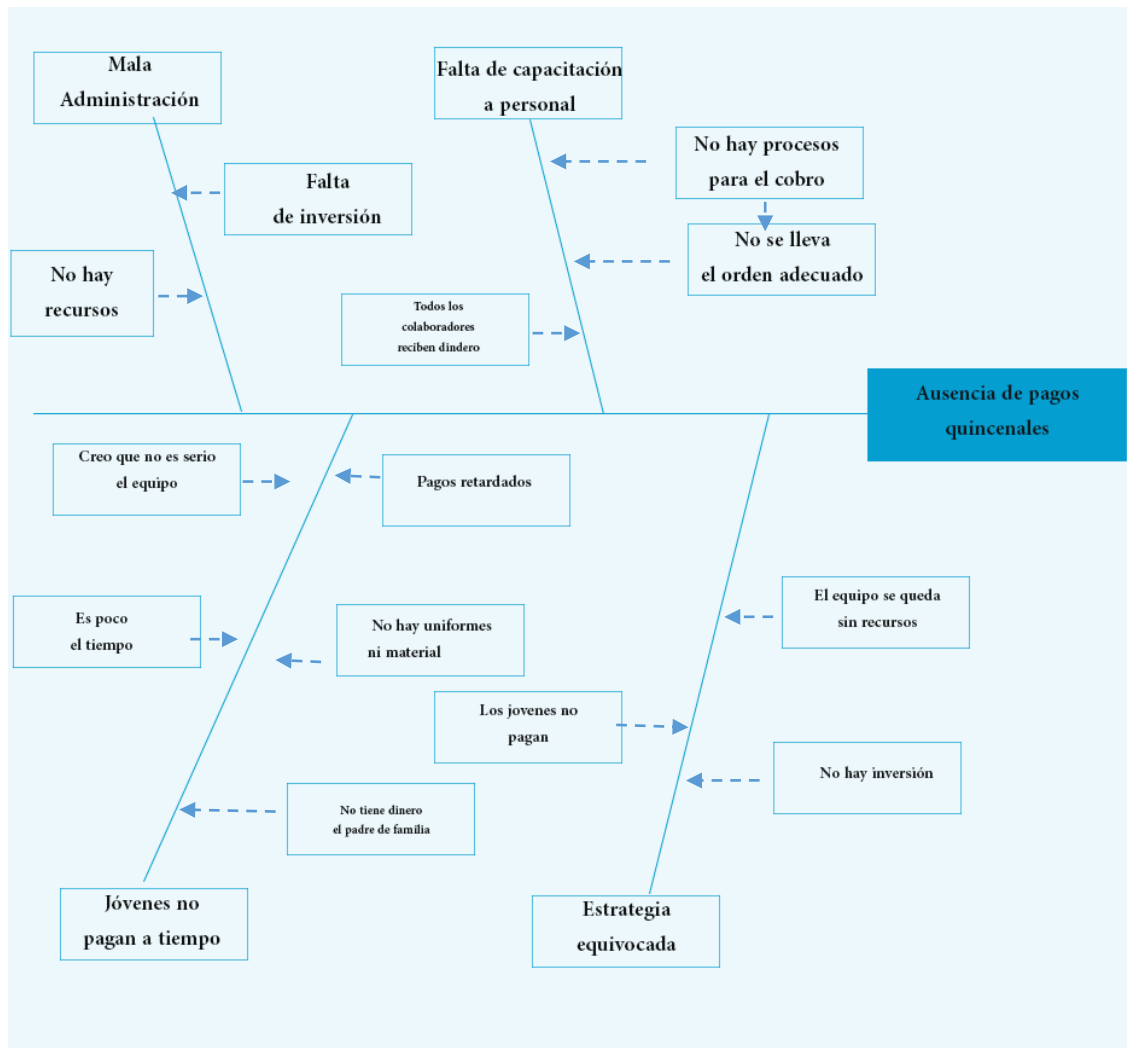 Mala
Administración
Falta de capacitación
a personal
No hay procesos
para el cobro
Falta
de inversión
No se lleva
el orden adecuado
No hay
recursos
Todos los
colaboradores
reciben dindero
Ausencia de pagos
quincenales
Creo que no es serio
el equipo
Pagos retardados
Es poco
el tiempo
No hay uniformes
ni material
El equipo se queda
sin recursos
Los jovenes no
pagan
No hay inversión
No tiene dinero
el padre de familia
Jóvenes no
pagan a tiempo
Estrategia
equivocada